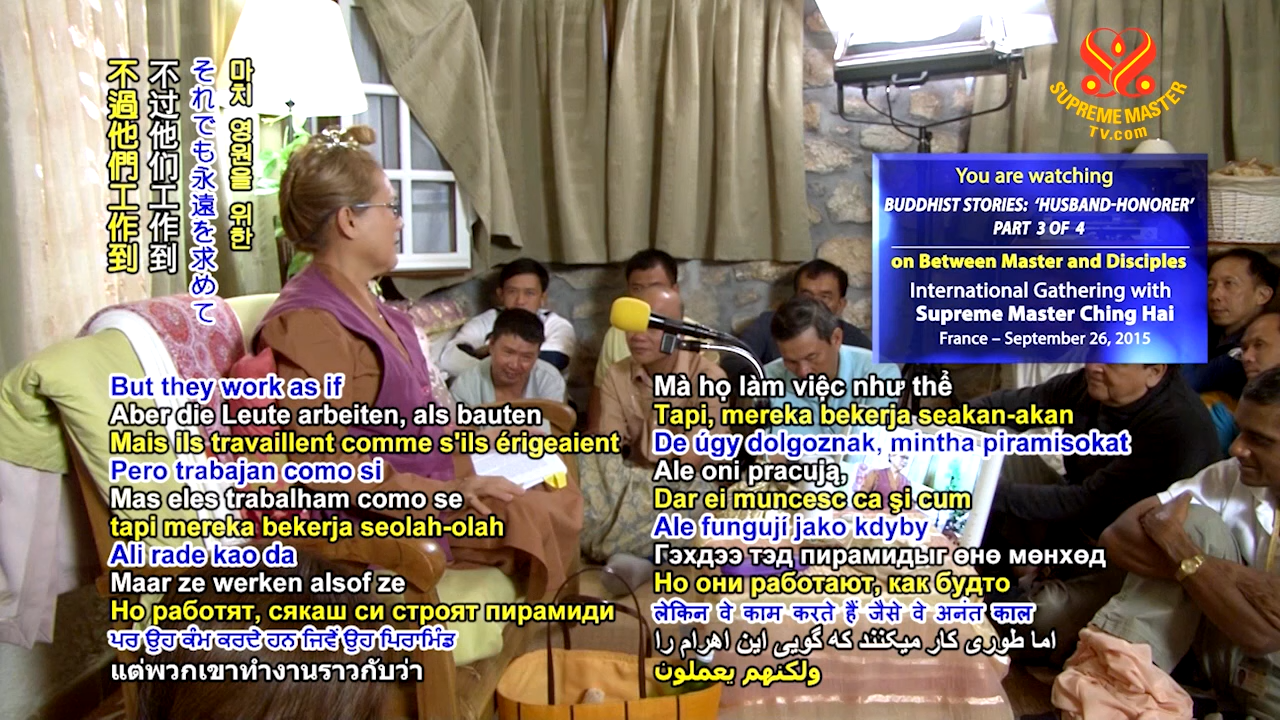 不過他們工作到
不过他们工作到
それでも永遠を求めて
마치 영원을 위한
SUPREME MASTER
TV.com
You are watching
BUDDHIST STORIES: ‘HUSBAND-HONORER’
PART 3 OF 4
on Between Master and Disciples
International Gathering with
Supreme Master Ching Hai
France – September 26, 2015
But they work as if
Aber die Leute arbeiten, als bauten
Mais ils travaillent comme s'ils érigeaient
Pero trabajan como si
Mas eles trabalham como se
tapi mereka bekerja seolah-olah
Ali rade kao da
Maar ze werken alsof ze
Но работят, сякаш си строят пирамиди
ਪਰ ਉਹ ਕੰਮ ਕਰਦੇ ਹਨ ਜਿਵੇਂ ਉਹ ਪਿਰਾਮਿੰਡ
แต่พวกเขาทำงานราวกับว่า
Mà họ làm việc như thể
Tapi, mereka bekerja seakan-akan
De úgy dolgoznak, mintha piramisokat
Ale oni pracują,
Dar ei muncesc ca şi cum
Ale fungují jako kdyby
Гэхдээ тэд пирамидыг өнө мөнхөд
Но они работают, как будто
लेकिन वे काम करते हैं जैसे वे अनंत काल
اما طوری کار میکنند که گویی این اهرام را
ولكنهم يعملون